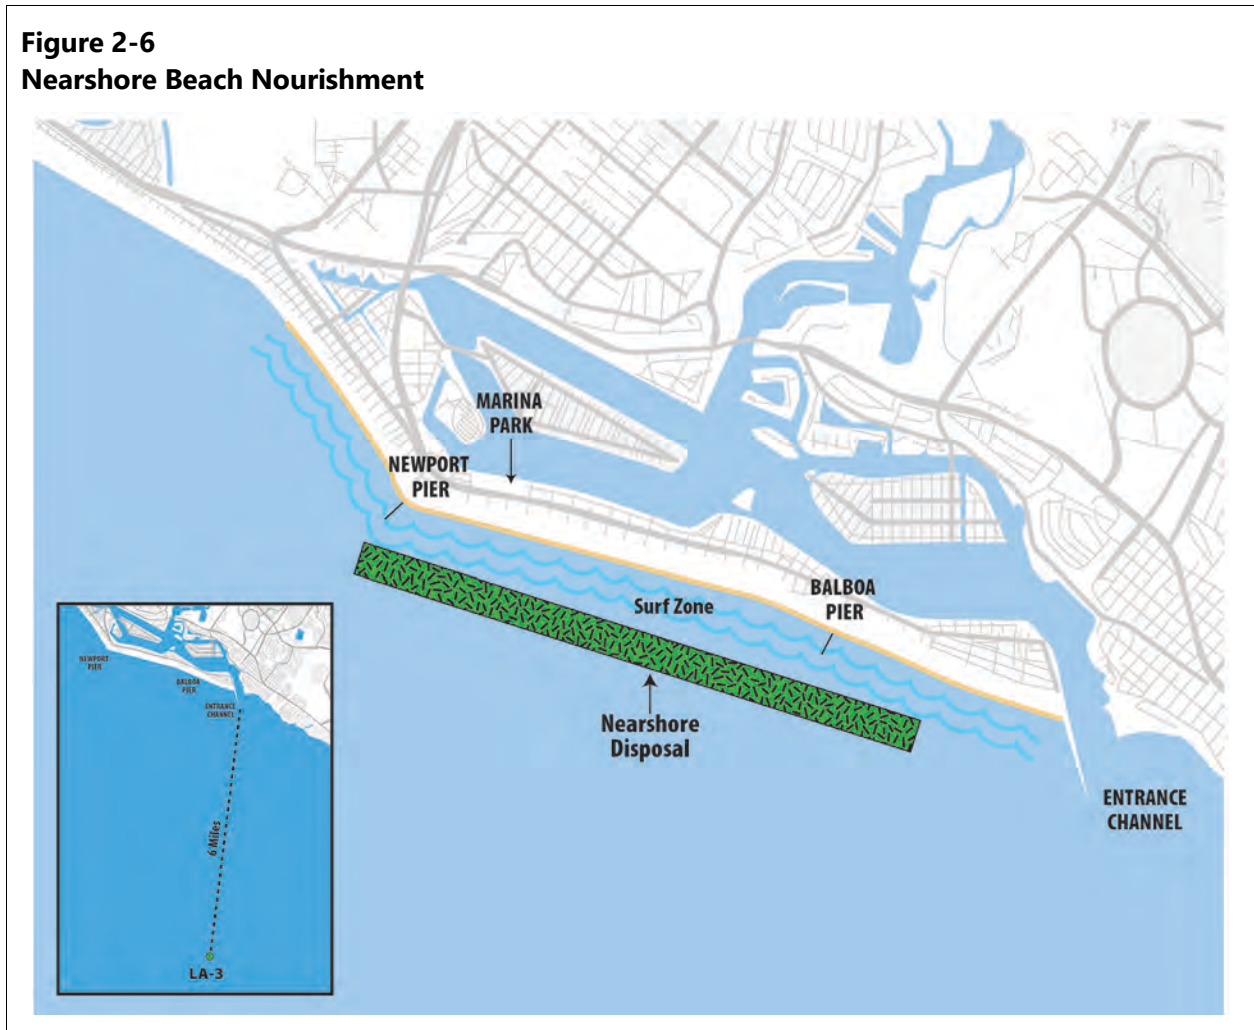 Figure 2-6
Nearshore Beach Nourishment
MARINA
PARK
NEWPORT
PIER
BALBOA
PIER
Surf Zone
Nearshore
Disposal
ENTRANCE
CHANNEL
NEWPORT
PIER
BALBOA
PIER
ENTRANCE
CHANNEL
6 Miles
LA-3